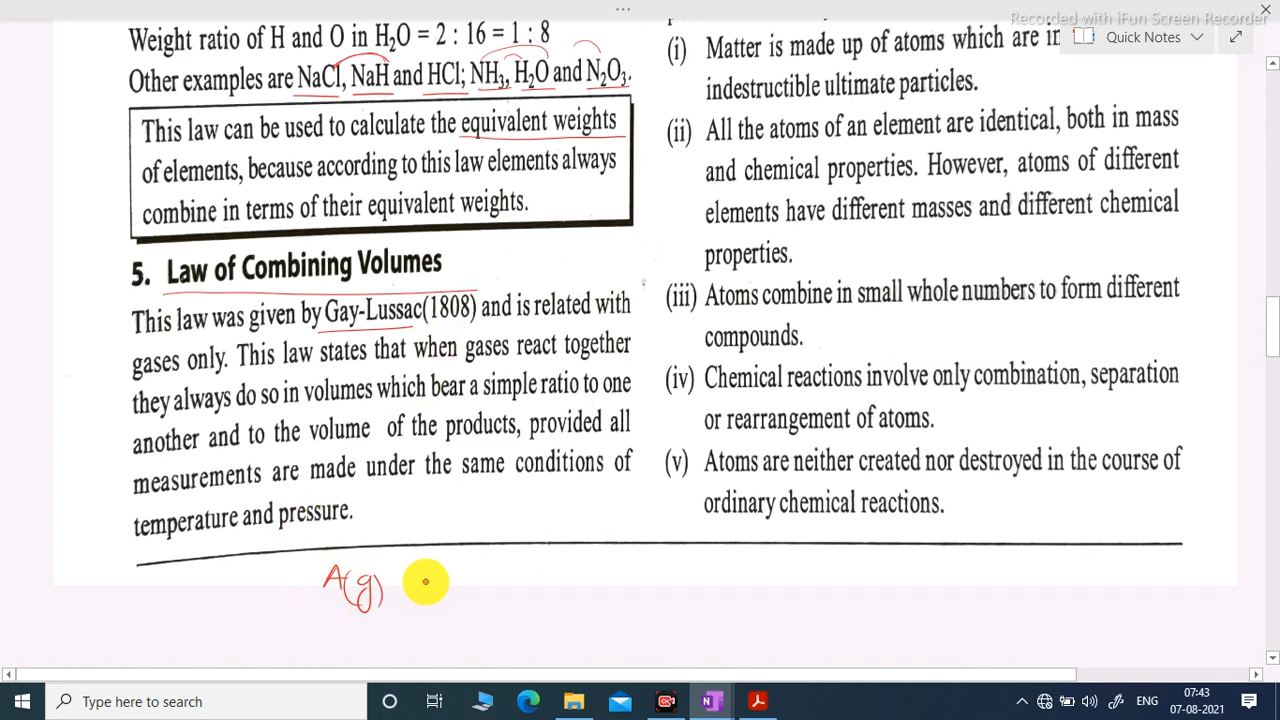 Recorded with iFun Screen Recorder
Quick Notes
Weight ratio of H and O in H₂O = 2 : 16 = 1 : 8
Other examples are NaCl, NaH and HCl; NH₃, H₂O and N₂O₃.
This law can be used to calculate the equivalent weights
of elements, because according to this law elements always
combine in terms of their equivalent weights.
5. Law of Combining Volumes
This law was given by Gay-Lussac(1808) and is related with
gases only. This law states that when gases react together
they always do so in volumes which bear a simple ratio to one
another and to the volume of the products, provided all
measurements are made under the same conditions of
temperature and pressure.
(i) Matter is made up of atoms which are
indestructible ultimate particles.
(ii) All the atoms of an element are identical, both in mass
and chemical properties. However, atoms of different
elements have different masses and different chemical
properties.
(iii) Atoms combine in small whole numbers to form different
compounds.
(iv) Chemical reactions involve only combination, separation
or rearrangement of atoms.
(v) Atoms are neither created nor destroyed in the course of
ordinary chemical reactions.
A(g)
Type here to search
ENG
07:43
07-08-2021